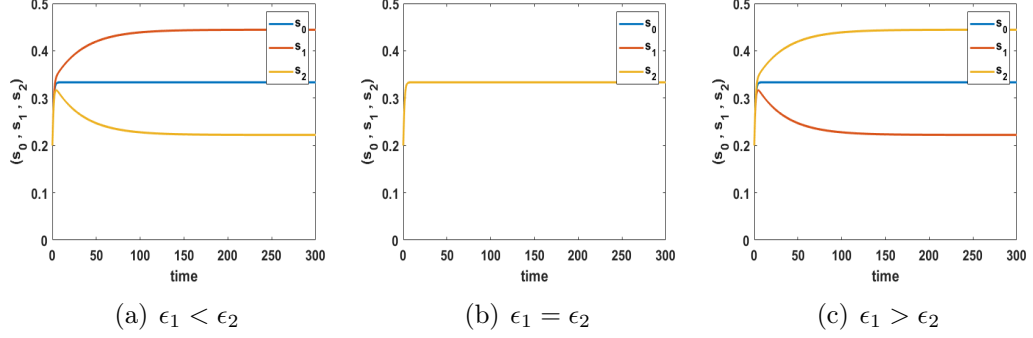 0.5
0.4
0.3
0.2
0.1
0
(s0 , s1 , s2)
0 50 100 150 200 250 300
time
s0
s1
s2
(a) ϵ1 < ϵ2
0.5
0.4
0.3
0.2
0.1
0
(s0 , s1 , s2)
0 50 100 150 200 250 300
time
s0
s1
s2
(b) ϵ1 = ϵ2
0.5
0.4
0.3
0.2
0.1
0
(s0 , s1 , s2)
0 50 100 150 200 250 300
time
s0
s1
s2
(c) ϵ1 > ϵ2